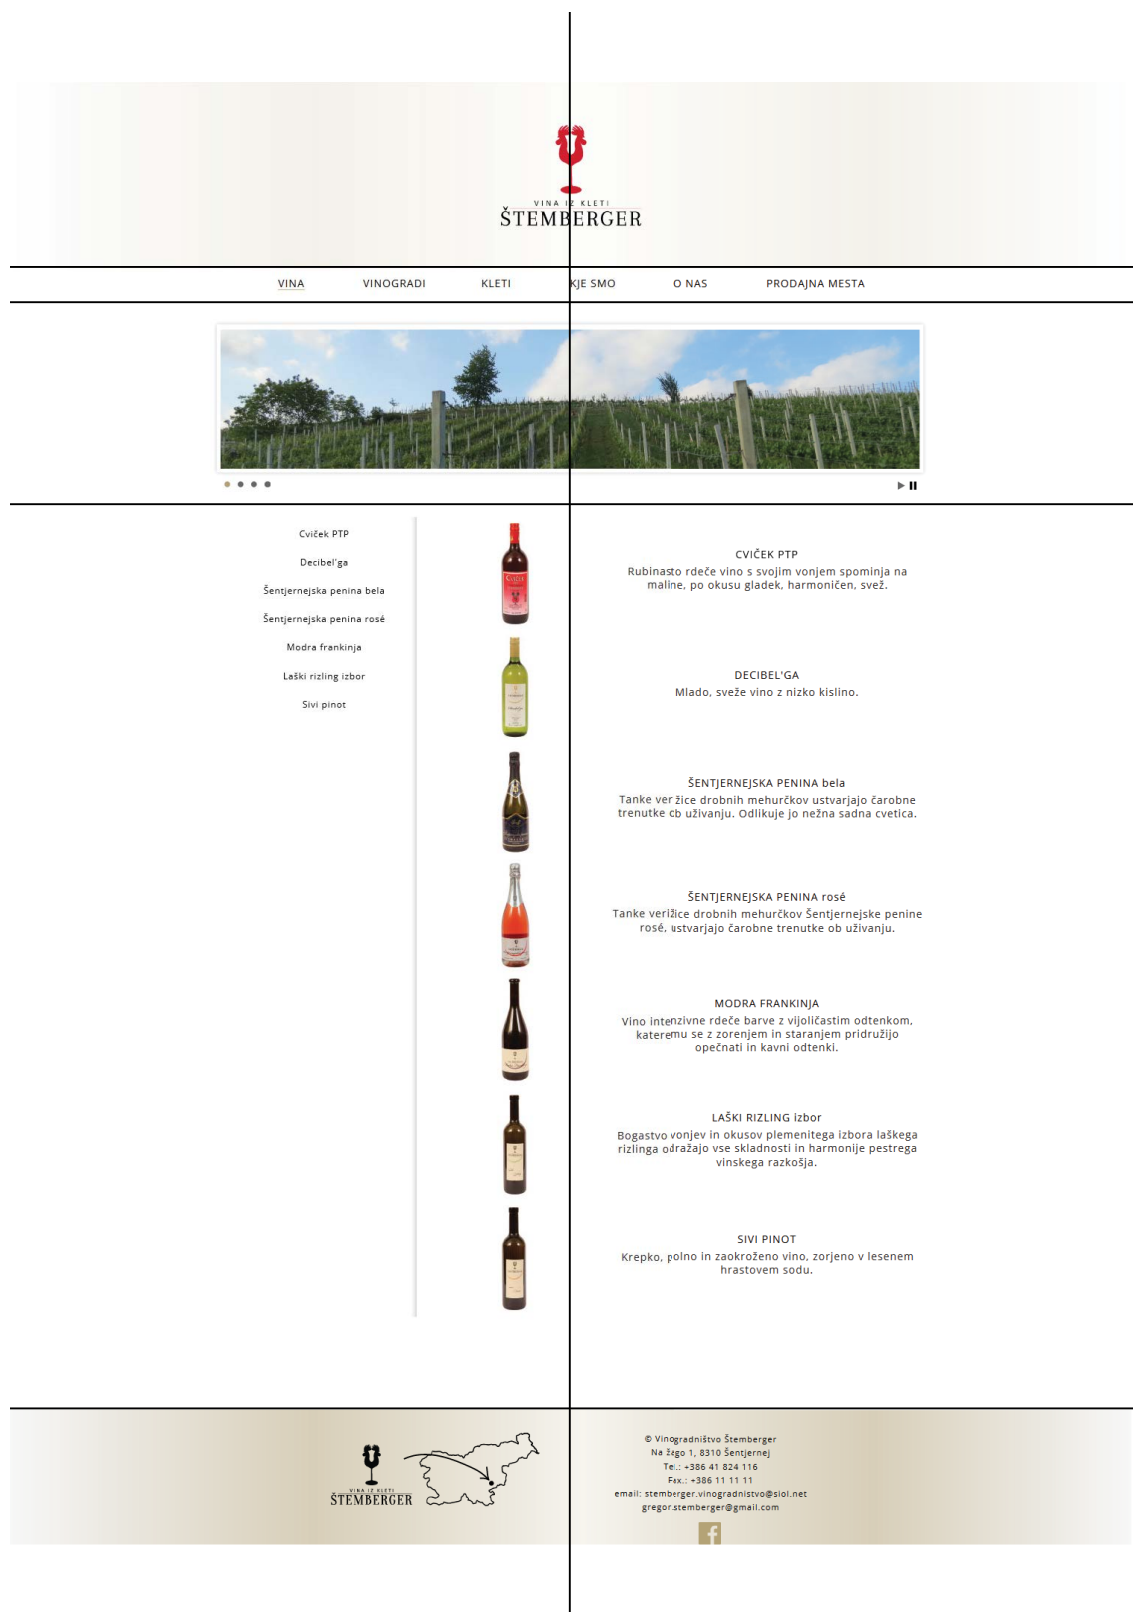 VINA IZ KLETI
ŠTEMBERGER
VINA VINOGRADI KLETI KJE SMO O NAS PRODAJNA MESTA
Cviček PTP
Decibel'ga
Šentjernejska penina bela
Šentjernejska penina rosé
Modra frankinja
Laški rizling izbor
Sivi pinot
CVIČEK PTP
Rubinasto rdeče vino s svojim vonjem spominja na
maline, po okusu gladek, harmoničen, svež.
DECIBEL'GA
Mlado, sveže vino z nizko kislino.
ŠENTJERNEJSKA PENINA bela
Tanke veržice drobnih mehurčkov ustvarjajo čarobne
trenutke ob uživanju. Odlikuje jo nežna sadna cvetica.
ŠENTJERNEJSKA PENINA rosé
Tanke verižice drobnih mehurčkov Šentjernejske penine
rosé, ustvarjajo čarobne trenutke ob uživanju.
MODRA FRANKINJA
Vino intenzivne rdeče barve z vijoličastim odtenkom,
kateremu se z zorenjem in staranjem pridružijo
opečnati in kavni odtenki.
LAŠKI RIZLING izbor
Bogastvo vonjev in okusov plemenitega izbora laškega
rizlinga odražajo vse skladnosti in harmonije pestrega
vinskega razkošja.
SIVI PINOT
Krepko, polno in zaokroženo vino, zorjeno v lesenem
hrastovem sodu.
VINA IZ KLETI
ŠTEMBERGER
© Vinogradništvo Štemberger
Na žago 1, 8310 Šentjernej
Tel.: +386 41 824 116
Fax.: +386 11 11 11
email: stemberger.vinogradnistvo@siol.net
gregor.stemberger@gmail.com